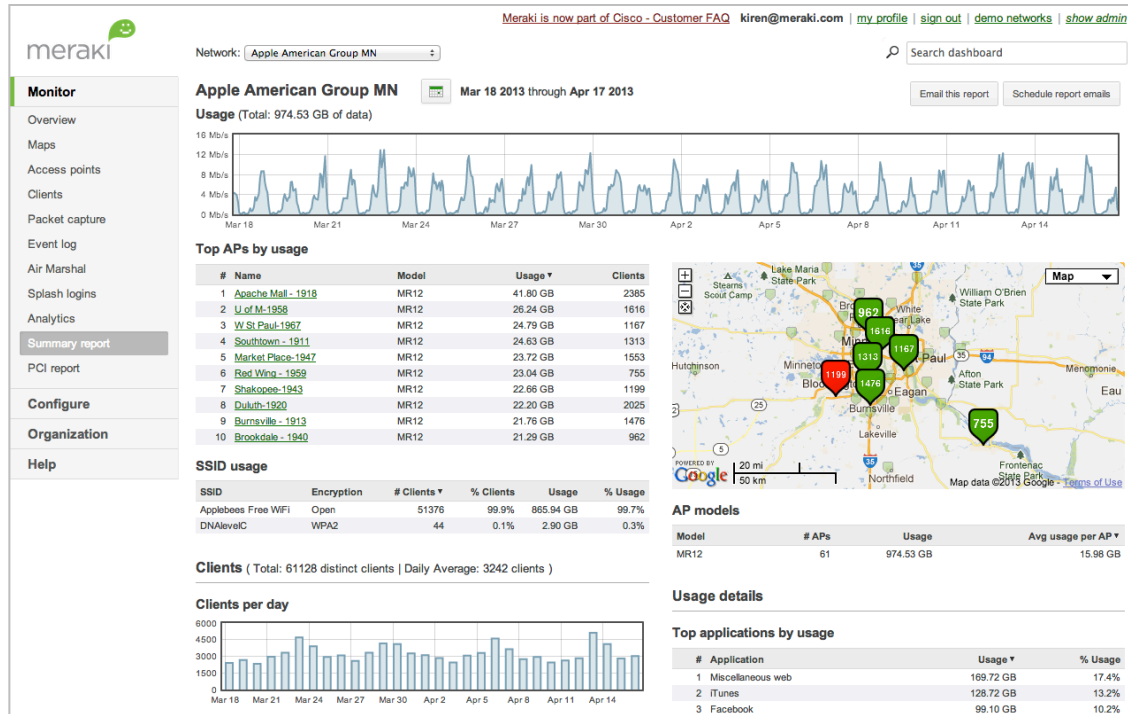 Meraki is now part of Cisco - Customer FAQ kiren@meraki.com | my profile | sign out | demo networks | show admin
meraki
Network: Apple American Group MN
Search dashboard
Monitor
Overview
Maps
Access points
Clients
Packet capture
Event log
Air Marshal
Splash logins
Analytics
Summary report
PCI report
Configure
Organization
Help
Apple American Group MN Mar 18 2013 through Apr 17 2013
Email this report Schedule report emails
Usage (Total: 974.53 GB of data)
16 Mb/s
12 Mb/s
8 Mb/s
4 Mb/s
0 Mb/s
Mar 18 Mar 21 Mar 24 Mar 27 Mar 30 Apr 2 Apr 5 Apr 8 Apr 11 Apr 14
Top APs by usage
# Name Model Usage ▼ Clients
1 Apache Mall - 1918 MR12 41.80 GB 2385
2 U of M-1958 MR12 26.24 GB 1616
3 W St Paul-1967 MR12 24.79 GB 1167
4 Southtown - 1911 MR12 24.63 GB 1313
5 Market Place-1947 MR12 23.72 GB 1553
6 Red Wing - 1959 MR12 23.04 GB 755
7 Shakopee-1943 MR12 22.66 GB 1199
8 Duluth-1920 MR12 22.20 GB 2025
9 Burnsville - 1913 MR12 21.76 GB 1476
10 Brookdale - 1940 MR12 21.29 GB 962
Map
Lake Maria
State Park
Stearns
Scout Camp
35
William O'Brien
State Park
962
White
ear Lake
1616
1167
1313
Paul
35
94
Hutchinson
Minneto
1199
Menomonie
Afton
State Park
1476
Eagan
Eau
25
Burnsville
755
Lakeville
5
35
Frontenac
State Park
POWERED BY
Google
20 mi
50 km
Northfield
Map data ©2013 Google - Terms of Use
SSID usage
SSID Encryption # Clients ▼ % Clients Usage % Usage
Applebees Free WiFi Open 51376 99.9% 865.94 GB 99.7%
DNAlevelC WPA2 44 0.1% 2.90 GB 0.3%
AP models
Model # APs Usage Avg usage per AP ▼
MR12 61 974.53 GB 15.98 GB
Clients ( Total: 61128 distinct clients | Daily Average: 3242 clients )
Clients per day
6000
4500
3000
1500
0
Mar 18 Mar 21 Mar 24 Mar 27 Mar 30 Apr 2 Apr 5 Apr 8 Apr 11 Apr 14
Usage details
Top applications by usage
# Application Usage ▼ % Usage
1 Miscellaneous web 169.72 GB 17.4%
2 iTunes 128.72 GB 13.2%
3 Facebook 99.10 GB 10.2%